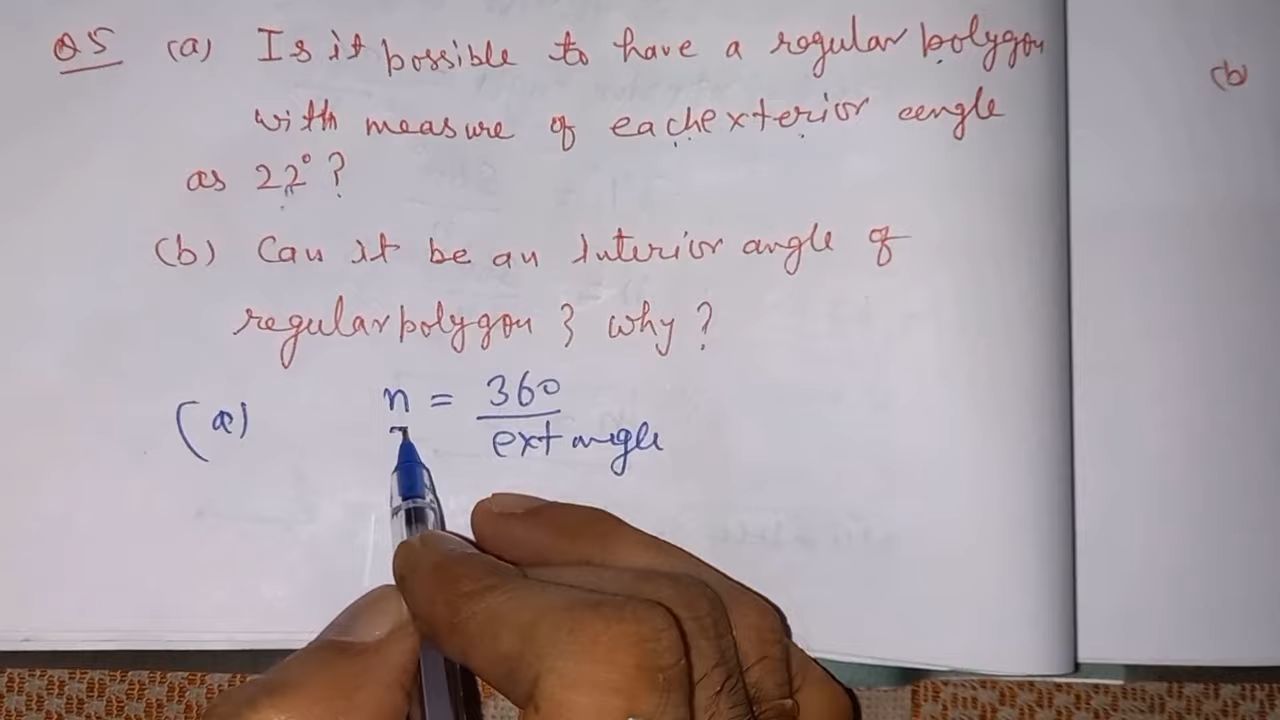 Q5 (a) Is it possible to have a regular polygon
with measure of each exterior angle
as 22° ?
(b) Can it be an interior angle of
regular polygon ? why ?
(a) n = 360
ext angle
(b)